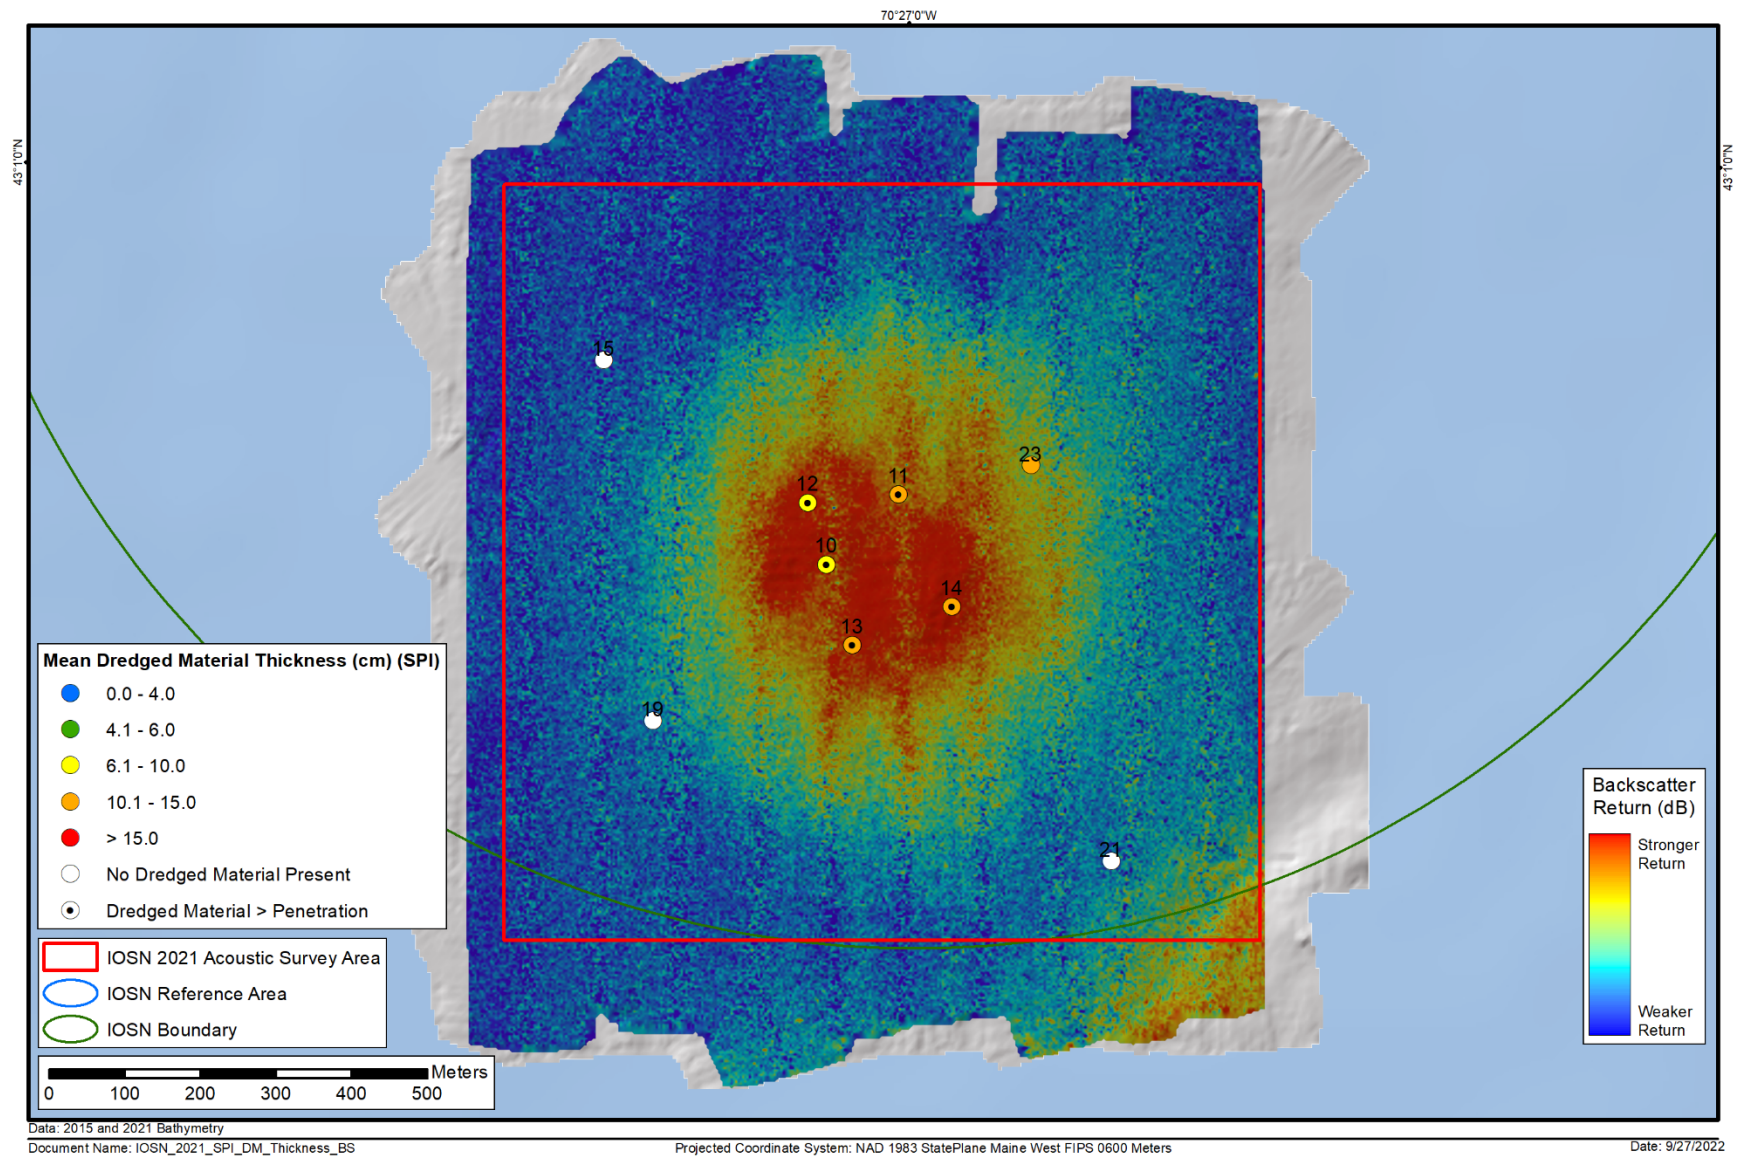 70°27'0"W
43°1'0"N
43°1'0"N
15
23
12
11
10
14
13
19
21
Mean Dredged Material Thickness (cm) (SPI)
0.0 - 4.0
4.1 - 6.0
6.1 - 10.0
10.1 - 15.0
> 15.0
No Dredged Material Present
Dredged Material > Penetration
IOSN 2021 Acoustic Survey Area
IOSN Reference Area
IOSN Boundary
Meters
0 100 200 300 400 500
Backscatter
Return (dB)
Stronger
Return
Weaker
Return
Data: 2015 and 2021 Bathymetry
Document Name: IOSN_2021_SPI_DM_Thickness_BS
Projected Coordinate System: NAD 1983 StatePlane Maine West FIPS 0600 Meters
Date: 9/27/2022